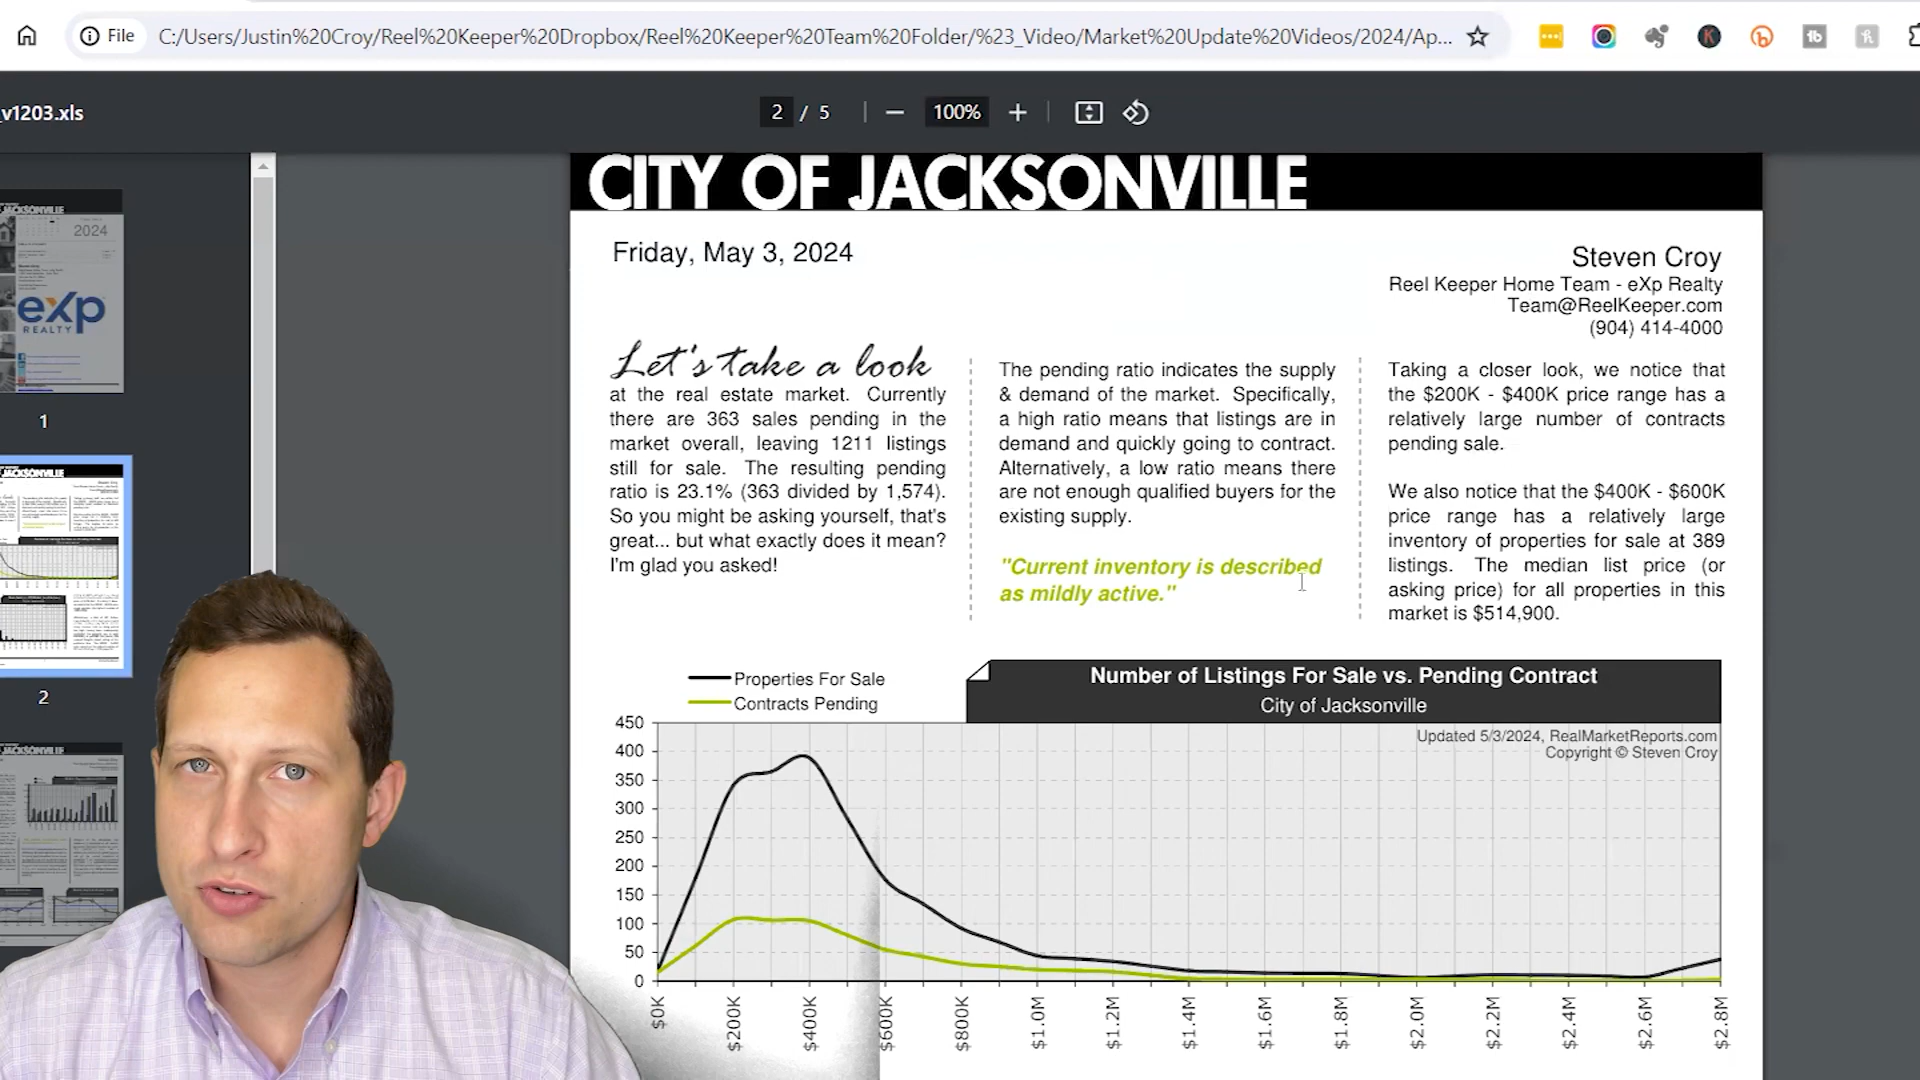 File
C:/Users/Justin%20Croy/Reel%20Keeper%20Dropbox/Reel%20Keeper%20Team%20Folder/%23_Video/Market%20Update%20Videos/2024/Ap...
_v1203.xls
2 / 5
100%
JACKSONVILLE
2024
eXp
REALTY
1
JACKSONVILLE
2
JACKSONVILLE
CITY OF JACKSONVILLE
Friday, May 3, 2024
Steven Croy
Reel Keeper Home Team - eXp Realty
Team@ReelKeeper.com
(904) 414-4000
Let's take a look
at the real estate market. Currently
there are 363 sales pending in the
market overall, leaving 1211 listings
still for sale. The resulting pending
ratio is 23.1% (363 divided by 1,574).
So you might be asking yourself, that's
great... but what exactly does it mean?
I'm glad you asked!
The pending ratio indicates the supply
& demand of the market. Specifically,
a high ratio means that listings are in
demand and quickly going to contract.
Alternatively, a low ratio means there
are not enough qualified buyers for the
existing supply.
"Current inventory is described
as mildly active."
Taking a closer look, we notice that
the $200K - $400K price range has a
relatively large number of contracts
pending sale.
We also notice that the $400K - $600K
price range has a relatively large
inventory of properties for sale at 389
listings. The median list price (or
asking price) for all properties in this
market is $514,900.
Properties For Sale
Contracts Pending
Number of Listings For Sale vs. Pending Contract
City of Jacksonville
Updated 5/3/2024, RealMarketReports.com
Copyright © Steven Croy
450
400
350
300
250
200
150
100
50
0
$0K
$200K
$400K
$600K
$800K
$1.0M
$1.2M
$1.4M
$1.6M
$1.8M
$2.0M
$2.2M
$2.4M
$2.6M
$2.8M